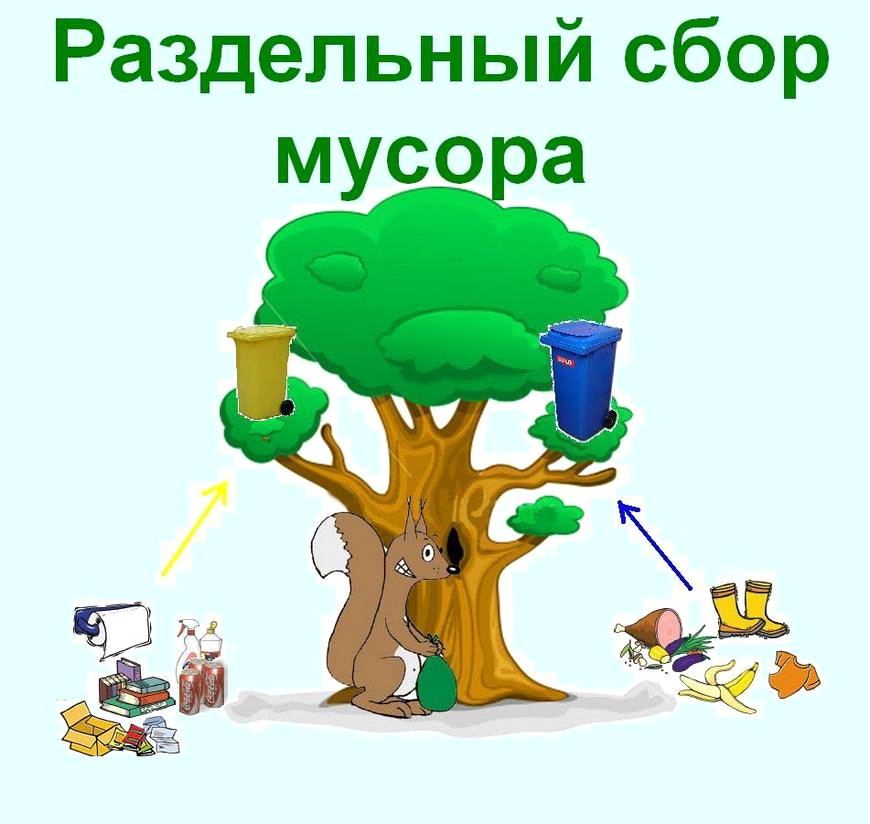 Раздельный сбор
мусора